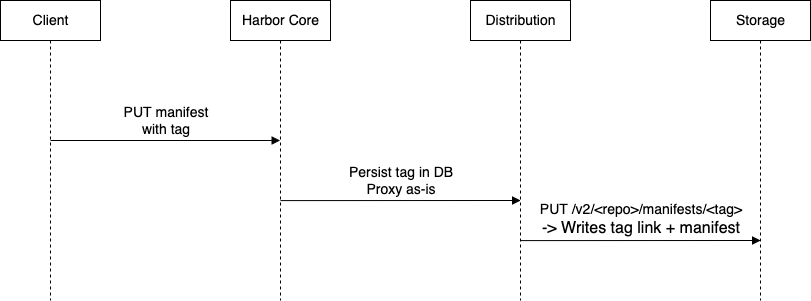 Client
Harbor Core
Distribution
Storage
PUT manifest
with tag
Persist tag in DB
Proxy as-is
PUT /v2/<repo>/manifests/<tag>
-> Writes tag link + manifest